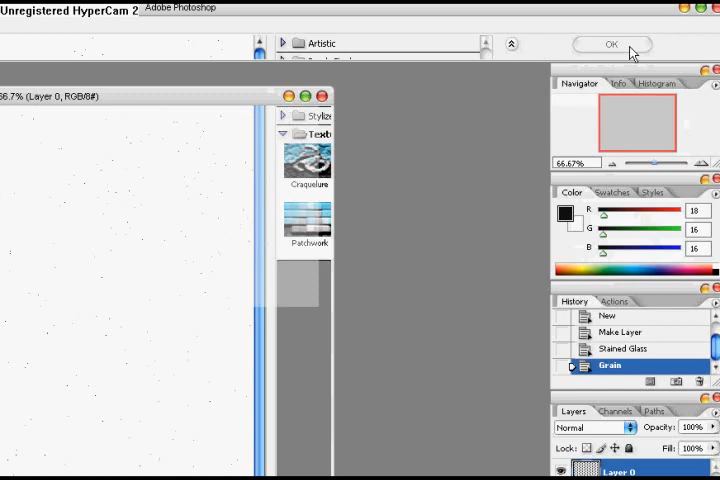 Unregistered HyperCam 2
Adobe Photoshop
Artistic
OK
Navigator Info Histogram
66.7% (Layer 0, RGB/8#)
Styliz
Textu
66.67%
Craquelure
Color Swatches Styles
R 18
G 16
B 16
Patchwork
History Actions
New
Make Layer
Stained Glass
Grain
Layers Channels Paths
Normal Opacity: 100%
Lock: Fill: 100%
Layer 0